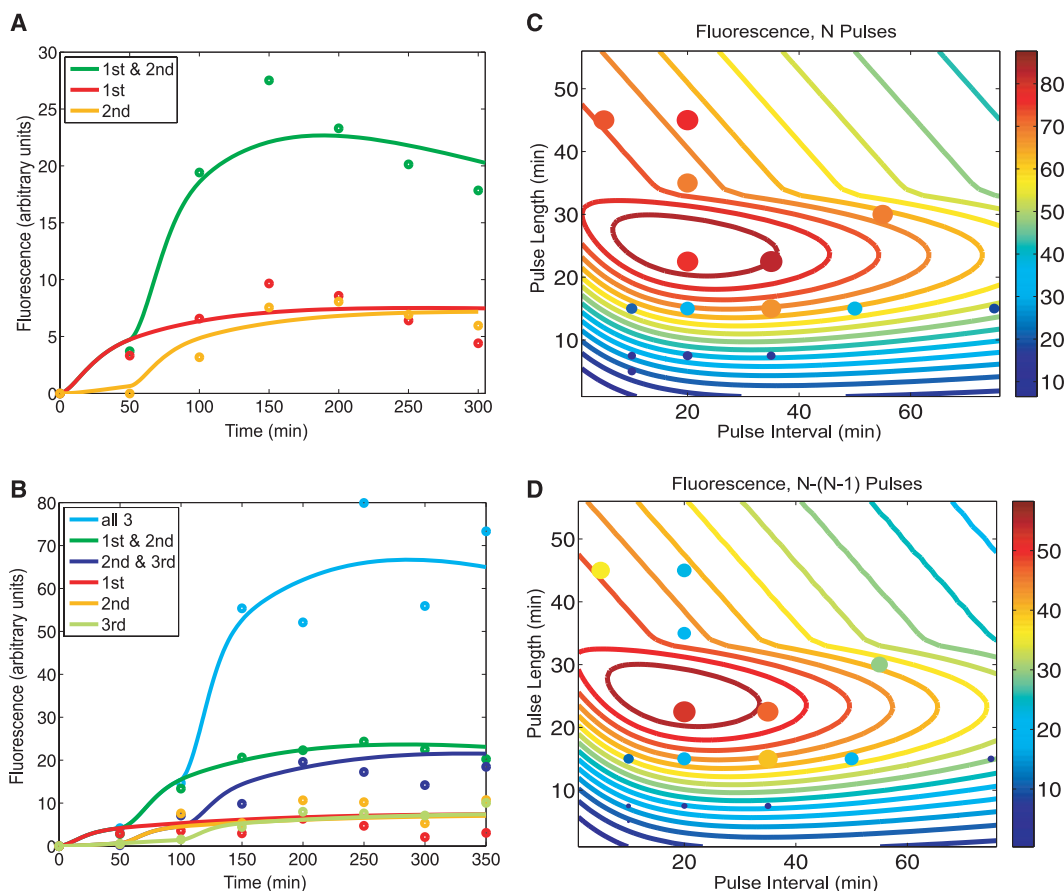 A
30
25
20
15
10
5
0
Fluorescence (arbitrary units)
1st & 2nd
1st
2nd
0 50 100 150 200 250 300
Time (min)
C
Fluorescence, N Pulses
50
40
30
20
10
Pulse Length (min)
20 40 60
Pulse Interval (min)
80
70
60
50
40
30
20
10
B
80
70
60
50
40
30
20
10
0
Fluorescence (arbitrary units)
all 3
1st & 2nd
2nd & 3rd
1st
2nd
3rd
0 50 100 150 200 250 300 350
Time (min)
D
Fluorescence, N-(N-1) Pulses
50
40
30
20
10
Pulse Length (min)
20 40 60
Pulse Interval (min)
50
40
30
20
10